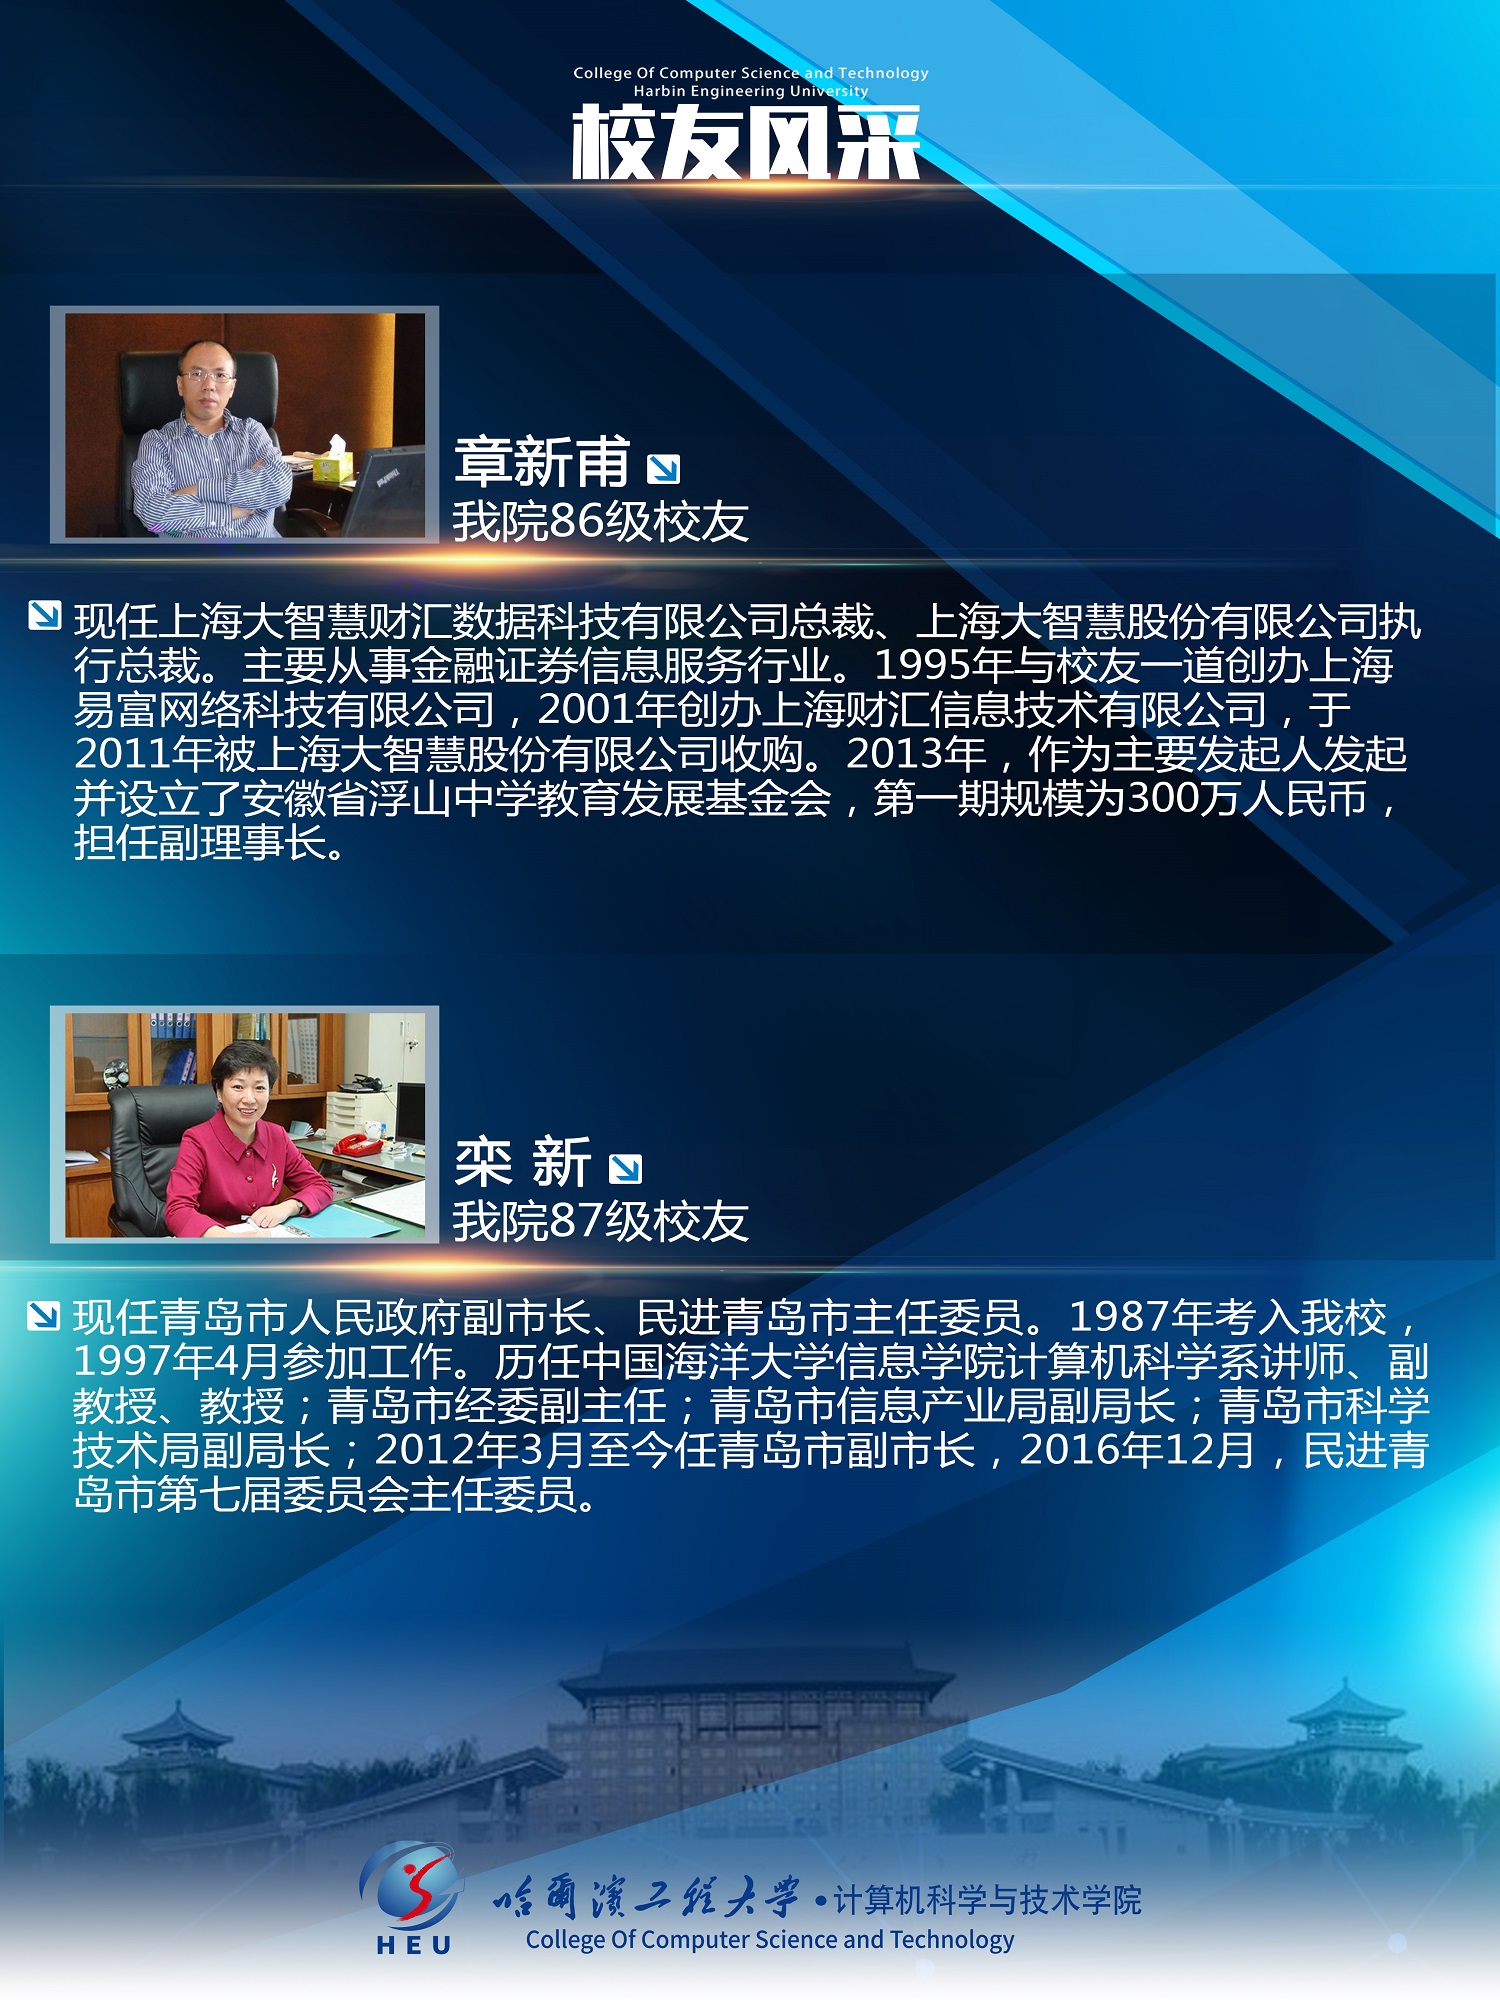 College Of Computer Science and Technology
Harbin Engineering University
校友风采
ThinkPad
章新甫
我院86级校友
现任上海大智慧财汇数据科技有限公司总裁、上海大智慧股份有限公司执
行总裁。主要从事金融证券信息服务行业。1995年与校友一道创办上海
易富网络科技有限公司，2001年创办上海财汇信息技术有限公司，于
2011年被上海大智慧股份有限公司收购。2013年，作为主要发起人发起
并设立了安徽省浮山中学教育发展基金会，第一期规模为300万人民币，
担任副理事长。
栾 新
我院87级校友
现任青岛市人民政府副市长、民进青岛市主任委员。1987年考入我校，
1997年4月参加工作。历任中国海洋大学信息学院计算机科学系讲师、副
教授、教授；青岛市经委副主任；青岛市信息产业局副局长；青岛市科学
技术局副局长；2012年3月至今任青岛市副市长，2016年12月，民进青
岛市第七届委员会主任委员。
HEU
哈尔滨工程大学·计算机科学与技术学院
College Of Computer Science and Technology